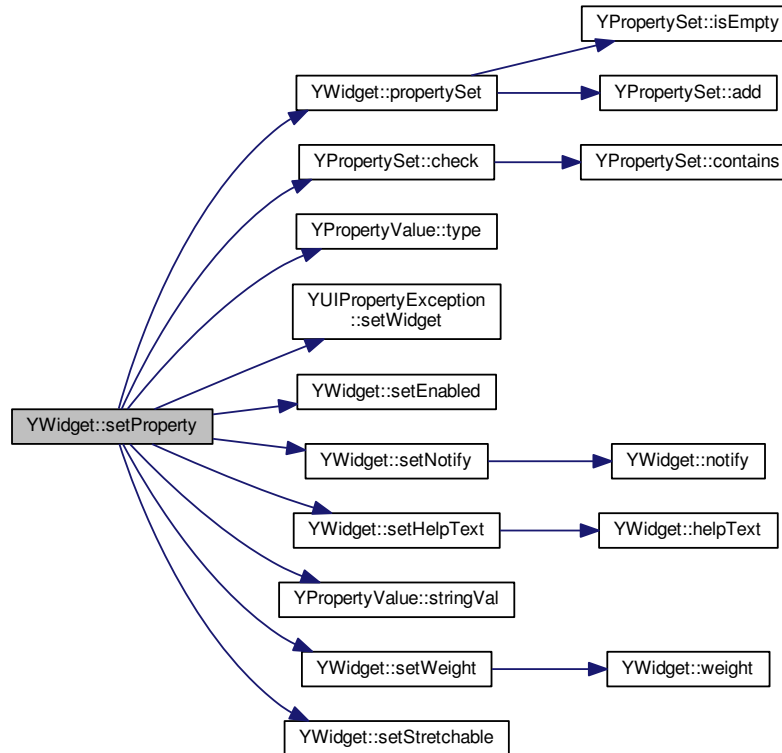 YPropertySet::isEmpty
YWidget::propertySet
YPropertySet::add
YPropertySet::check
YPropertySet::contains
YPropertyValue::type
YUIPropertyException
::setWidget
YWidget::setEnabled
YWidget::setProperty
YWidget::setNotify
YWidget::notify
YWidget::setHelpText
YWidget::helpText
YPropertyValue::stringVal
YWidget::setWeight
YWidget::weight
YWidget::setStretchable